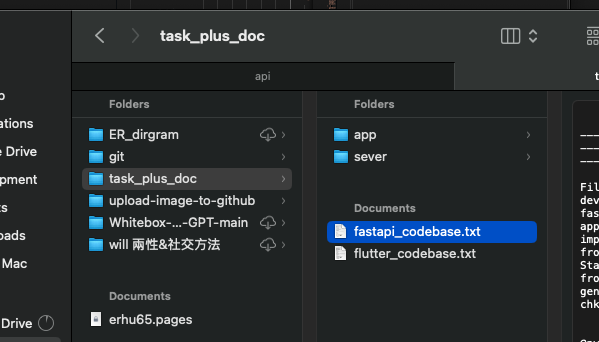 task_plus_doc
api
Folders
ER_dirgram
git
task_plus_doc
upload-image-to-github
Whitebox-...-GPT-main
will 兩性&社交方法
Documents
erhu65.pages
Folders
app
sever
Documents
fastapi_codebase.txt
flutter_codebase.txt
ations
e Drive
pment
ts
oads
Mac
Drive
Fil
dev
fas
app
imp
fro
Sta
fro
gen
chk